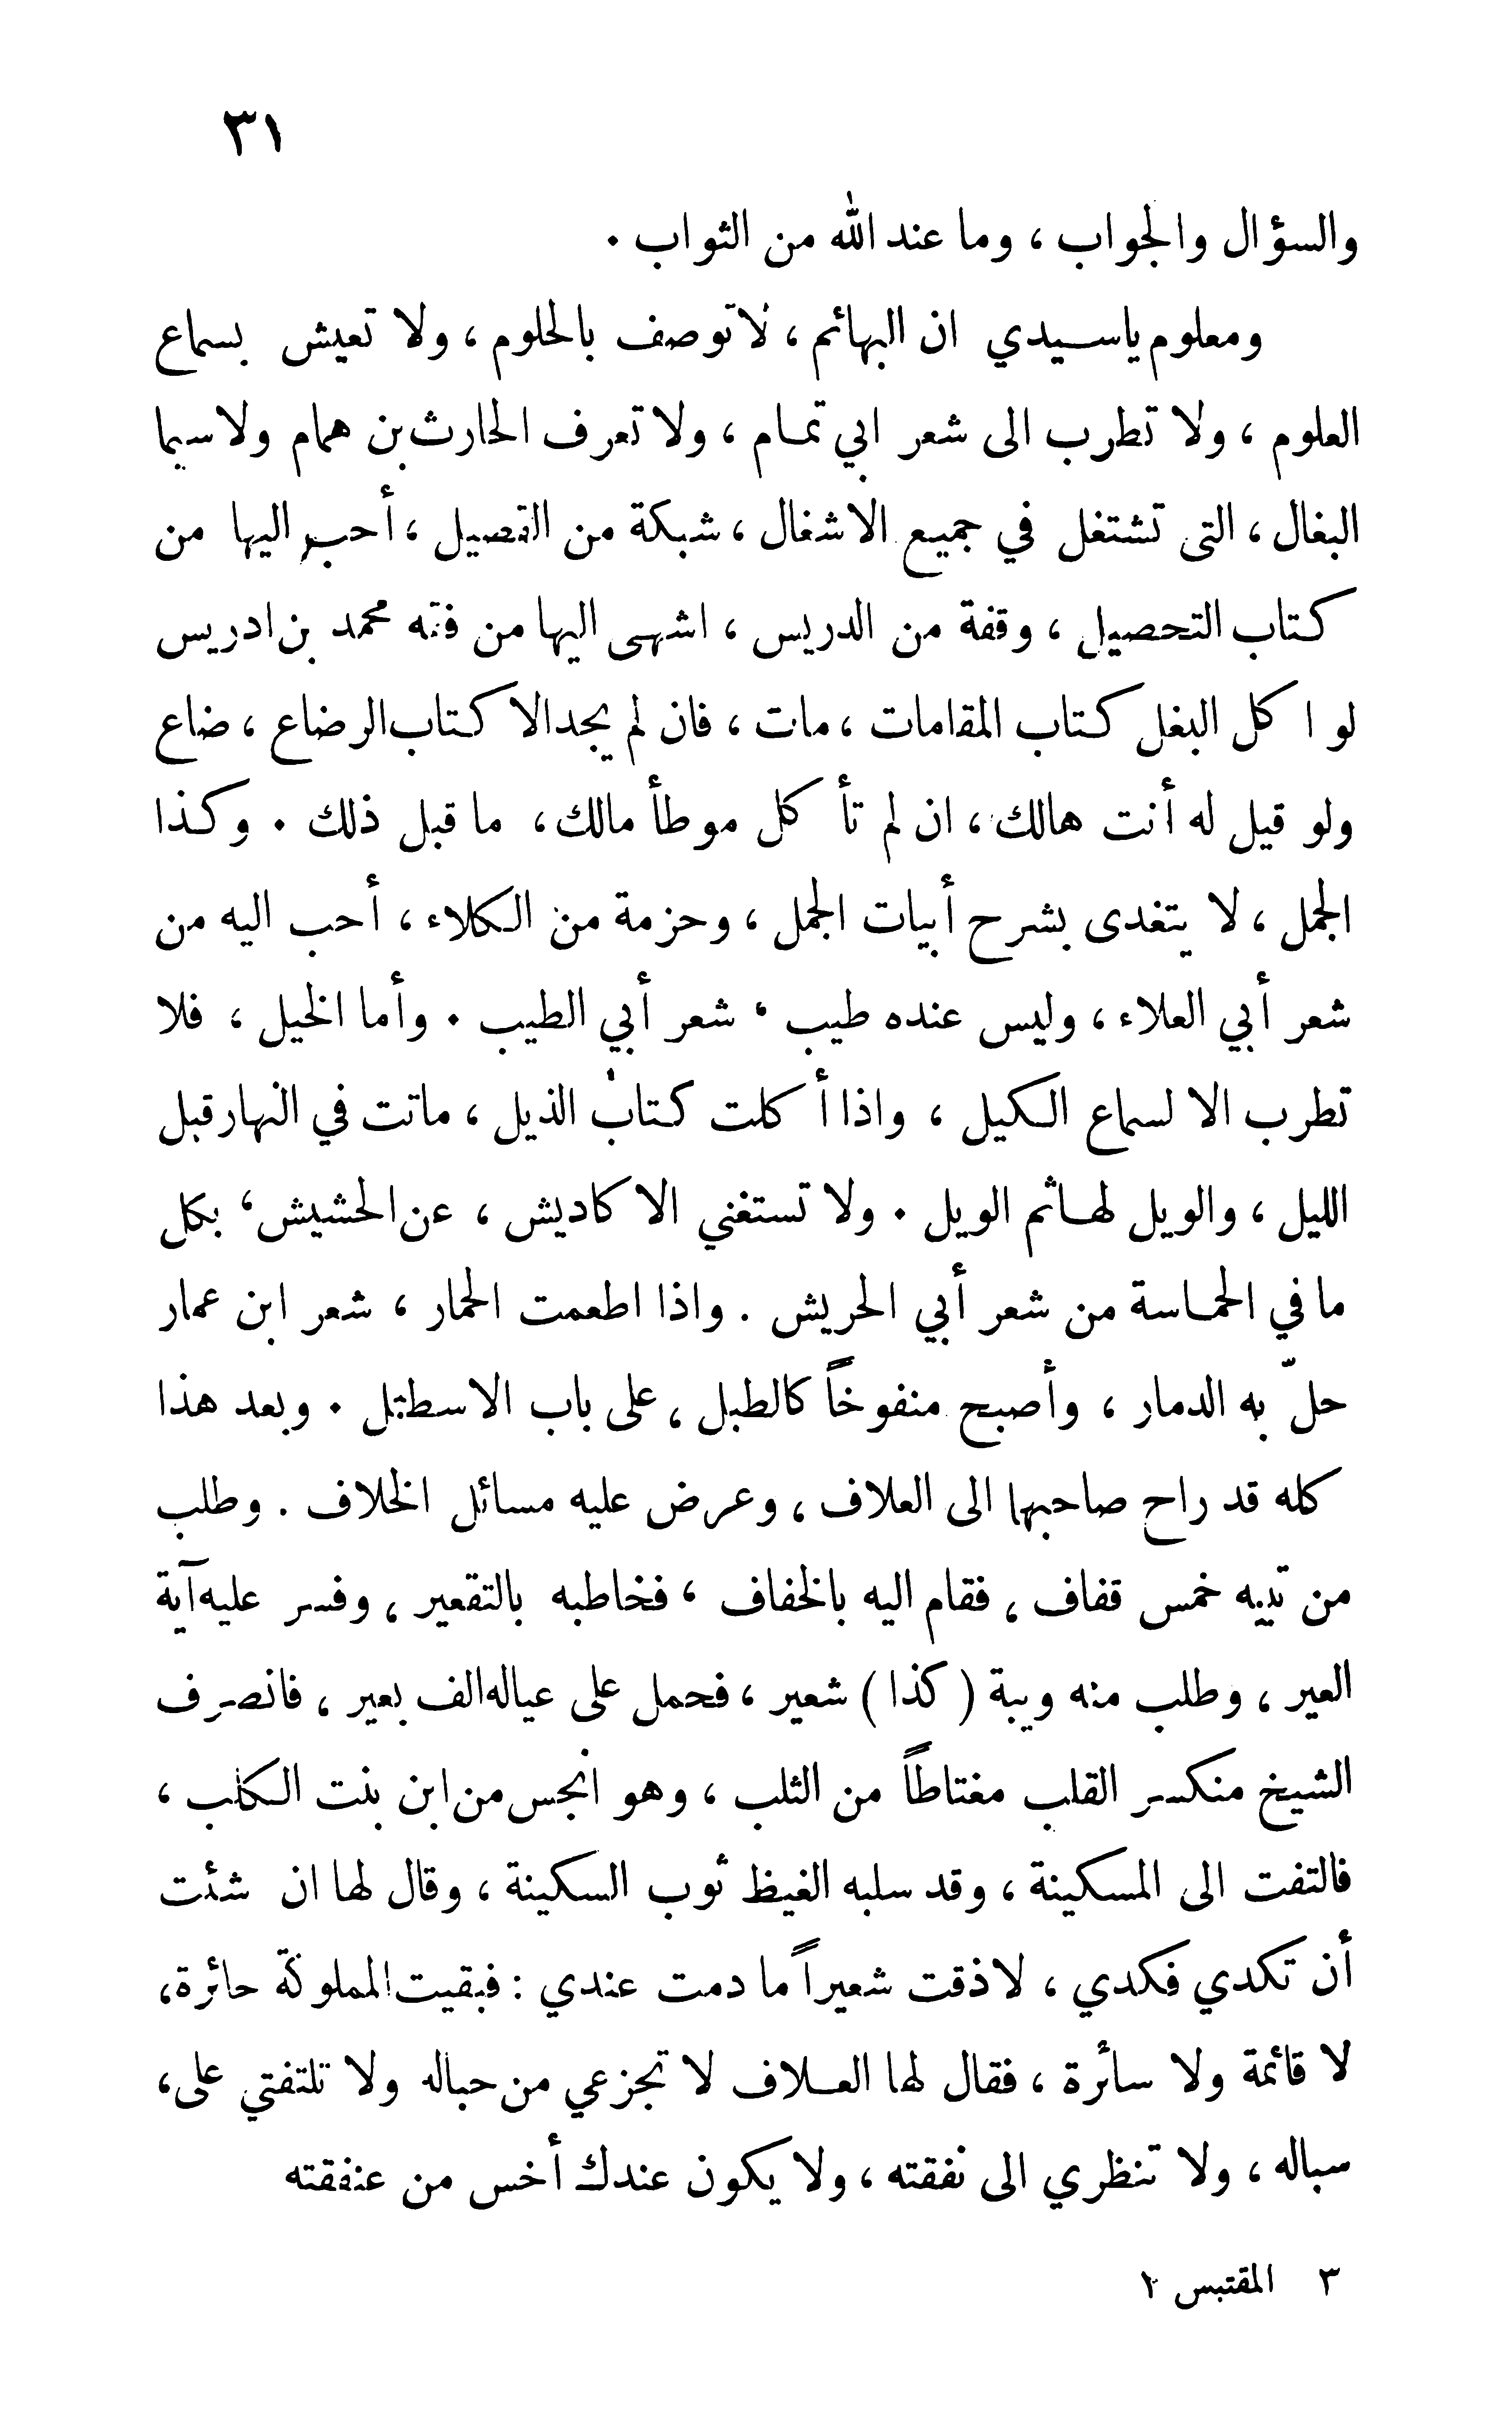 ٣١
والسؤال والجواب ، وما عند الله من الثواب .
ومعلوم ياسيدي ان البهائم ، لا توصف بالحلوم ، ولا تعيش بسماع
العلوم ، ولا تطرب الى شعر ابي تمام ، ولا تعرف الحارث بن همام ولا سيما
البغال ، التى تشتغل في جميع الاشغال ، شبكة من القصيل ، أحب اليها من
كتاب التحصيل ، وقفة من الدريس ، اشهى اليها من فقه محمد بن ادريس
لو اكل البغل كتاب المقامات ، مات ، فان لم يجد الا كتاب الرضاع ، ضاع
ولو قيل له أنت هالك ، ان لم تأكل موطأ مالك ، ما قبل ذلك . وكذا
الجمل ، لا يتغدى بشرح أبيات الجمل ، وحزمة من الكلاء ، أحب اليه من
شعر أبي العلاء ، وليس عنده طيب ، شعر أبي الطيب . وأما الخيل ، فلا
تطرب الا لسماع الكيل ، واذا أكلت كتاب الذيل ، ماتت في النهار قبل
الليل ، والويل لهاثم الويل . ولا تستغني الاكاديش ، عن الحشيش ، بكل
ما في الحماسة من شعر أبي الحريش . واذا اطعمت الحمار ، شعر ابن عمار
حلّ به الدمار ، وأصبح منفوخاً كالطبل ، على باب الاسطبل . وبعد هذا
كله قد راح صاحبها الى العلاف ، وعرض عليه مسائل الخلاف . وطلب
من تبنه خمس قفاف ، فقام اليه بالخفاف ، فخاطبه بالتقعير ، وفسر عليه آية
العير ، وطلب منه ويبة ( كذا ) شعير ، فحمل على عياله الف بعير ، فانصرف
الشيخ منكسر القلب مغتاطاً من الثلب ، وهو انجس من ابن بنت الكلب ،
فالتفت الى المسكينة ، وقد سلبه الغيظ ثوب السكينة ، وقال لها ان شئت
أن تكدي فكدي ، لا ذقت شعيراً ما دمت عندي : فبقيت المملوكة حائرة ،
لا قائمة ولا سائرة ، فقال لها العلاف لا تجزعي من حباله ولا تلتفتي على ،
سباله ، ولا تنظري الى نفقته ، ولا يكون عندك أخس من عنفقته
٣ المقتبس ٢